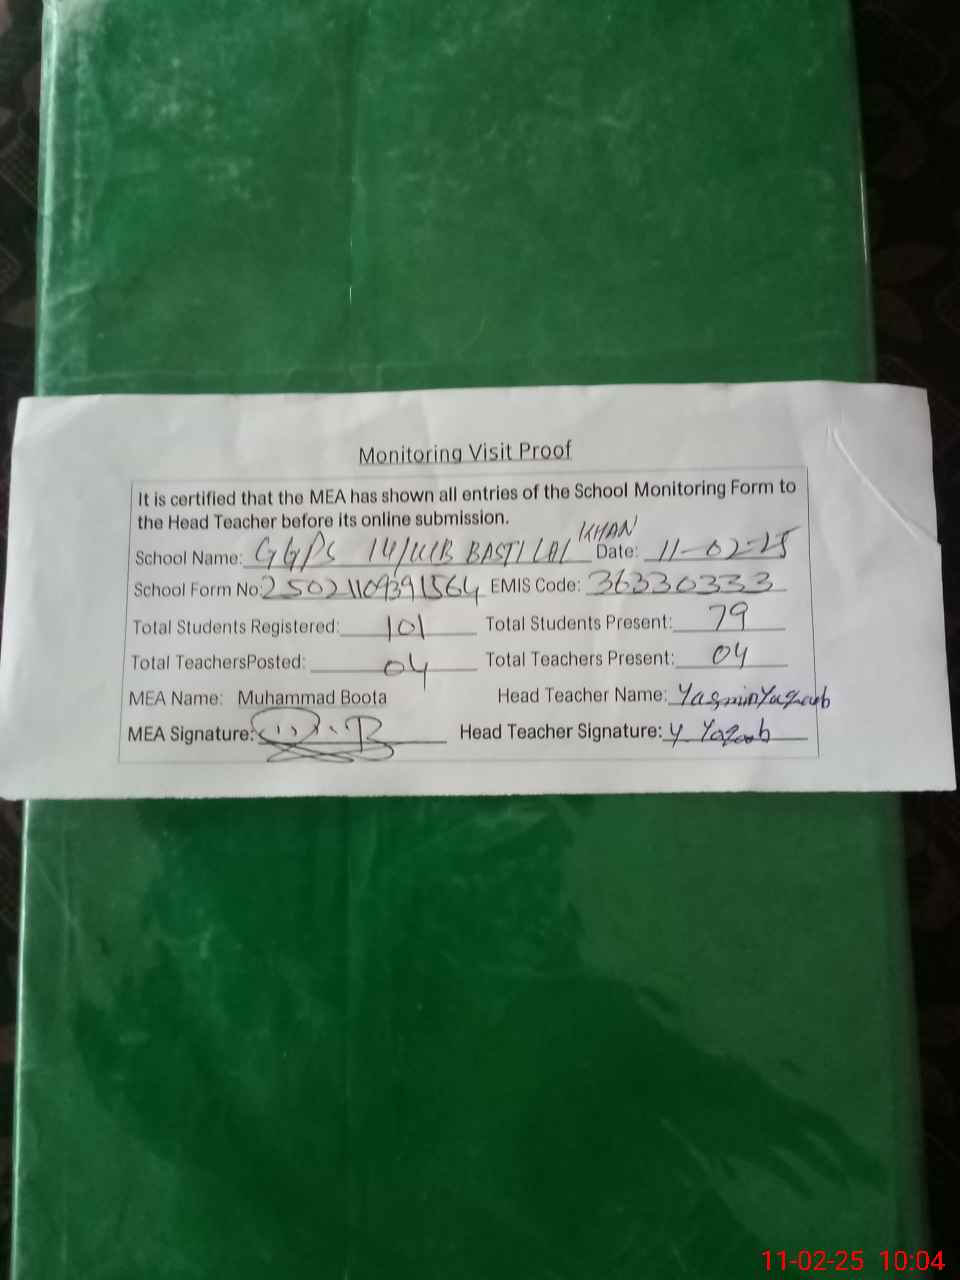 Monitoring Visit Proof
It is certified that the MEA has shown all entries of the School Monitoring Form to
the Head Teacher before its online submission.
School Name: GGPS 14/ BASTI LAL KHAN Date: 11-02-25
School Form No: 25021109391564 EMIS Code: 36330333
Total Students Registered: 101 Total Students Present: 79
Total TeachersPosted: 04 Total Teachers Present: 04
MEA Name: Muhammad Boota Head Teacher Name: Yasmin Yaqoob
MEA Signature: Head Teacher Signature: Y Yaqoob
11-02-25 10:04